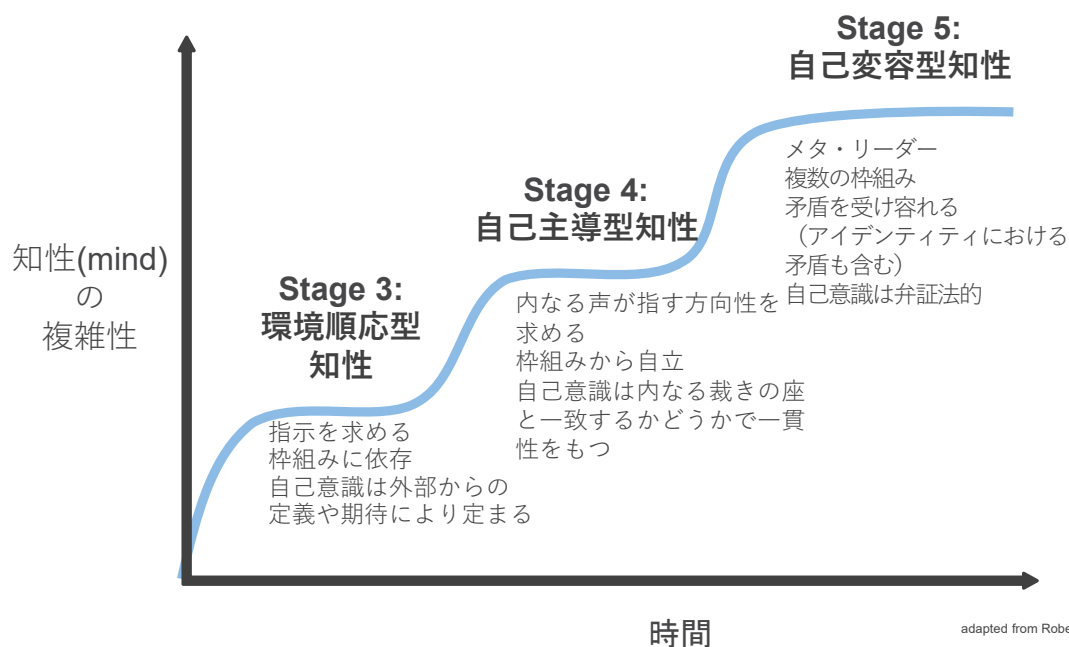 Stage 5:
自己変容型知性
メタ・リーダー
複数の枠組み
矛盾を受け容れる
（アイデンティティにおける
矛盾も含む）
自己意識は弁証法的
Stage 4:
自己主導型知性
内なる声が指す方向性を
求める
枠組みから自立
自己意識は内なる裁きの座
と一致するかどうかで一貫
性をもつ
Stage 3:
環境順応型
知性
指示を求める
枠組みに依存
自己意識は外部からの
定義や期待により定まる
知性(mind)
の
複雑性
時間
adapted from Robe